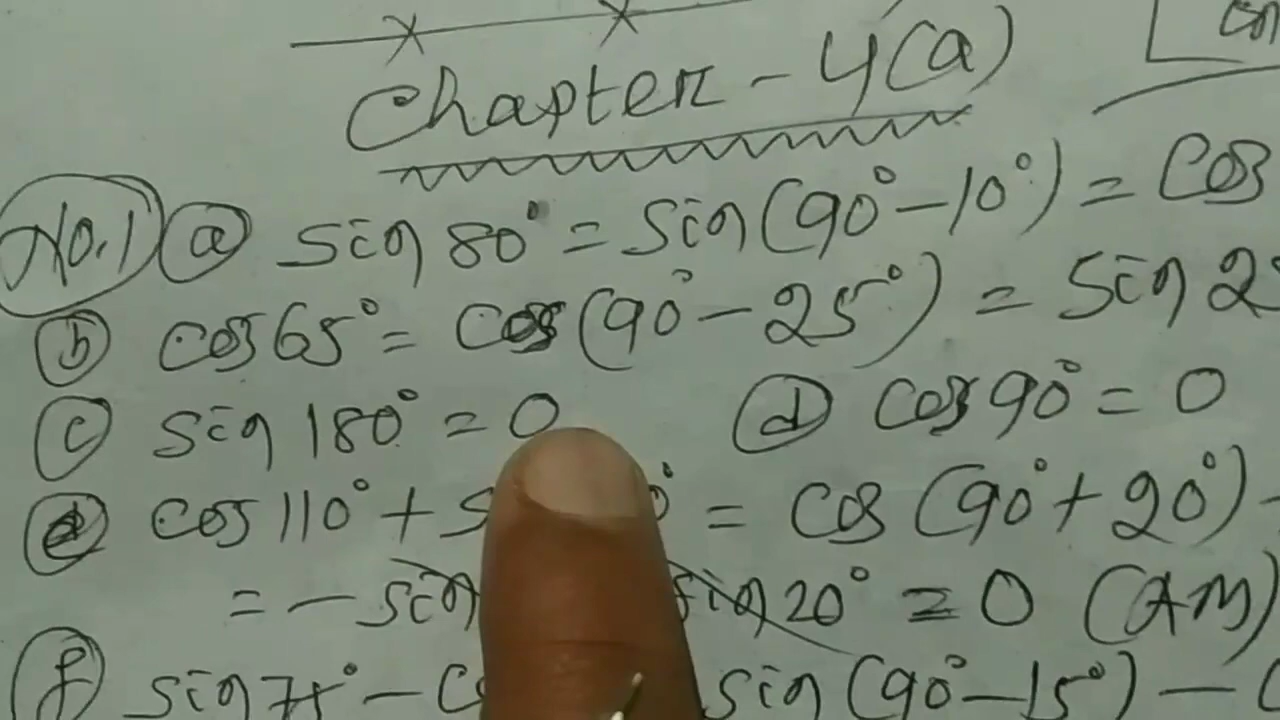 Chapter - 4(a)
No.1 (a) sin 80° = sin(90° - 10°) = cos
(b) cos 65° = cos(90° - 25°) = sin 2
(c) sin 180° = 0 (d) cos 90° = 0
(e) cos 110° + = cos (90° + 20°) -
= - sin sin 20° = 0 (Am)
(f) sin 75° - sin (90° - 15°) -